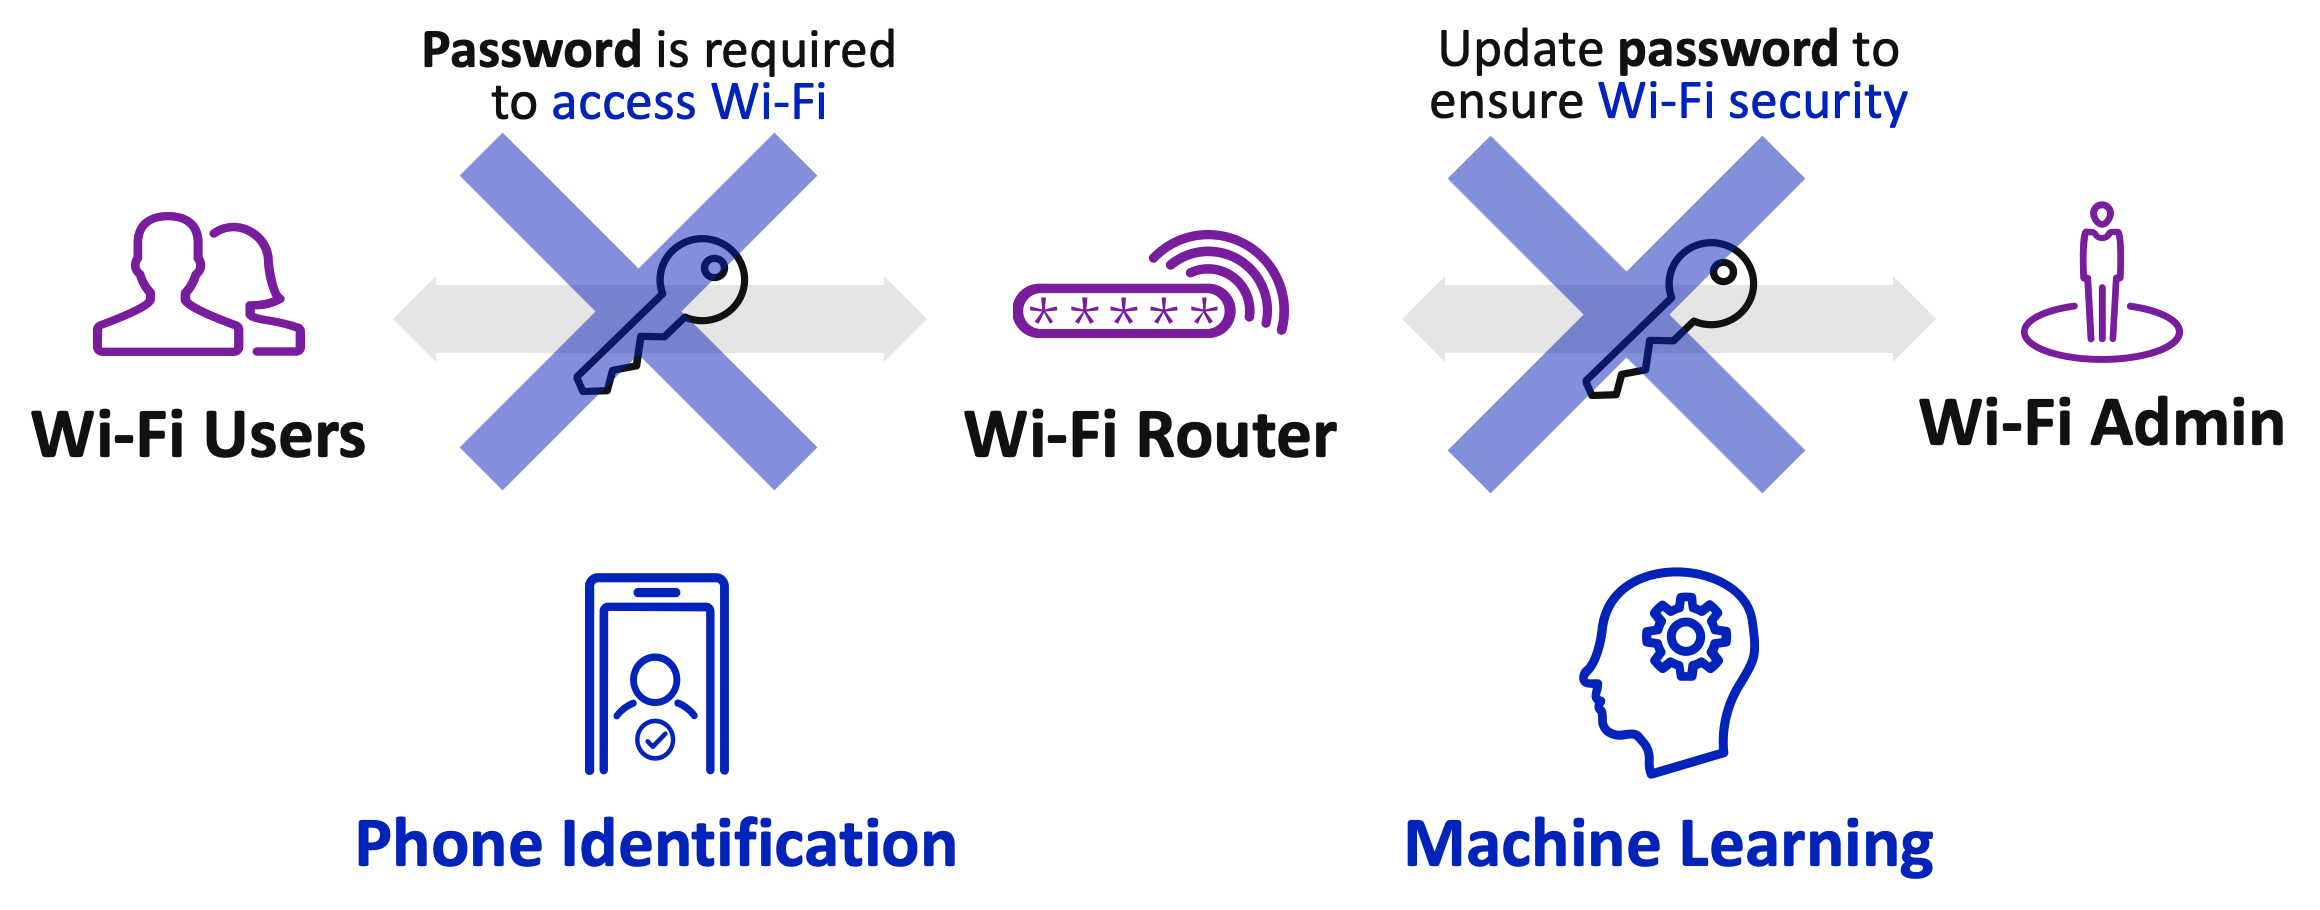 Password is required
to access Wi-Fi
Update password to
ensure Wi-Fi security
*****
Wi-Fi Users
Wi-Fi Router
Wi-Fi Admin
Phone Identification
Machine Learning